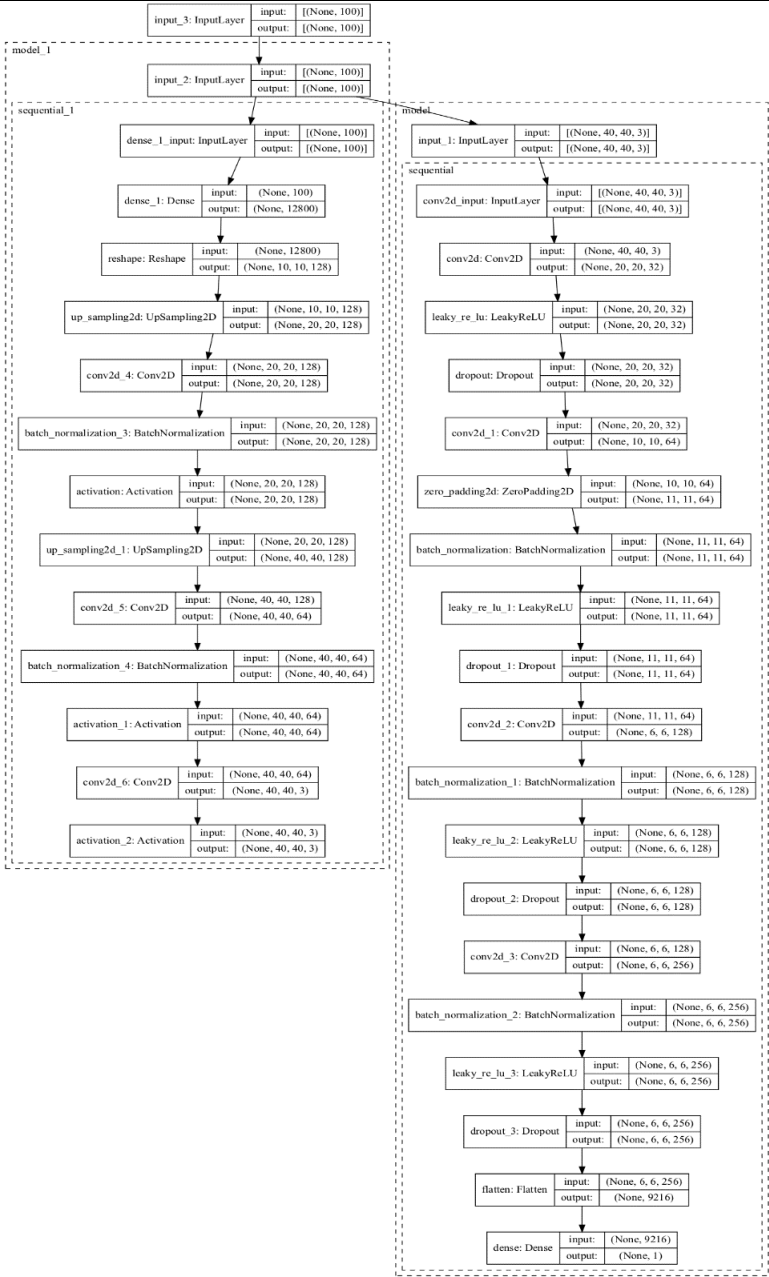 input_3: InputLayer input: [(None, 100)]
output: [(None, 100)]
model_1
input_2: InputLayer input: [(None, 100)]
output: [(None, 100)]
sequential_1
dense_1_input: InputLayer input: [(None, 100)]
output: [(None, 100)]
dense_1: Dense input: (None, 100)
output: (None, 12800)
reshape: Reshape input: (None, 12800)
output: (None, 10, 10, 128)
up_sampling2d: UpSampling2D input: (None, 10, 10, 128)
output: (None, 20, 20, 128)
conv2d_4: Conv2D input: (None, 20, 20, 128)
output: (None, 20, 20, 128)
batch_normalization_3: BatchNormalization input: (None, 20, 20, 128)
output: (None, 20, 20, 128)
activation: Activation input: (None, 20, 20, 128)
output: (None, 20, 20, 128)
up_sampling2d_1: UpSampling2D input: (None, 20, 20, 128)
output: (None, 40, 40, 128)
conv2d_5: Conv2D input: (None, 40, 40, 128)
output: (None, 40, 40, 64)
batch_normalization_4: BatchNormalization input: (None, 40, 40, 64)
output: (None, 40, 40, 64)
activation_1: Activation input: (None, 40, 40, 64)
output: (None, 40, 40, 64)
conv2d_6: Conv2D input: (None, 40, 40, 64)
output: (None, 40, 40, 3)
activation_2: Activation input: (None, 40, 40, 3)
output: (None, 40, 40, 3)
model
input_1: InputLayer input: [(None, 40, 40, 3)]
output: [(None, 40, 40, 3)]
sequential
conv2d_input: InputLayer input: [(None, 40, 40, 3)]
output: [(None, 40, 40, 3)]
conv2d: Conv2D input: (None, 40, 40, 3)
output: (None, 20, 20, 32)
leaky_re_lu: LeakyReLU input: (None, 20, 20, 32)
output: (None, 20, 20, 32)
dropout: Dropout input: (None, 20, 20, 32)
output: (None, 20, 20, 32)
conv2d_1: Conv2D input: (None, 20, 20, 32)
output: (None, 10, 10, 64)
zero_padding2d: ZeroPadding2D input: (None, 10, 10, 64)
output: (None, 11, 11, 64)
batch_normalization: BatchNormalization input: (None, 11, 11, 64)
output: (None, 11, 11, 64)
leaky_re_lu_1: LeakyReLU input: (None, 11, 11, 64)
output: (None, 11, 11, 64)
dropout_1: Dropout input: (None, 11, 11, 64)
output: (None, 11, 11, 64)
conv2d_2: Conv2D input: (None, 11, 11, 64)
output: (None, 6, 6, 128)
batch_normalization_1: BatchNormalization input: (None, 6, 6, 128)
output: (None, 6, 6, 128)
leaky_re_lu_2: LeakyReLU input: (None, 6, 6, 128)
output: (None, 6, 6, 128)
dropout_2: Dropout input: (None, 6, 6, 128)
output: (None, 6, 6, 128)
conv2d_3: Conv2D input: (None, 6, 6, 128)
output: (None, 6, 6, 256)
batch_normalization_2: BatchNormalization input: (None, 6, 6, 256)
output: (None, 6, 6, 256)
leaky_re_lu_3: LeakyReLU input: (None, 6, 6, 256)
output: (None, 6, 6, 256)
dropout_3: Dropout input: (None, 6, 6, 256)
output: (None, 6, 6, 256)
flatten: Flatten input: (None, 6, 6, 256)
output: (None, 9216)
dense: Dense input: (None, 9216)
output: (None, 1)